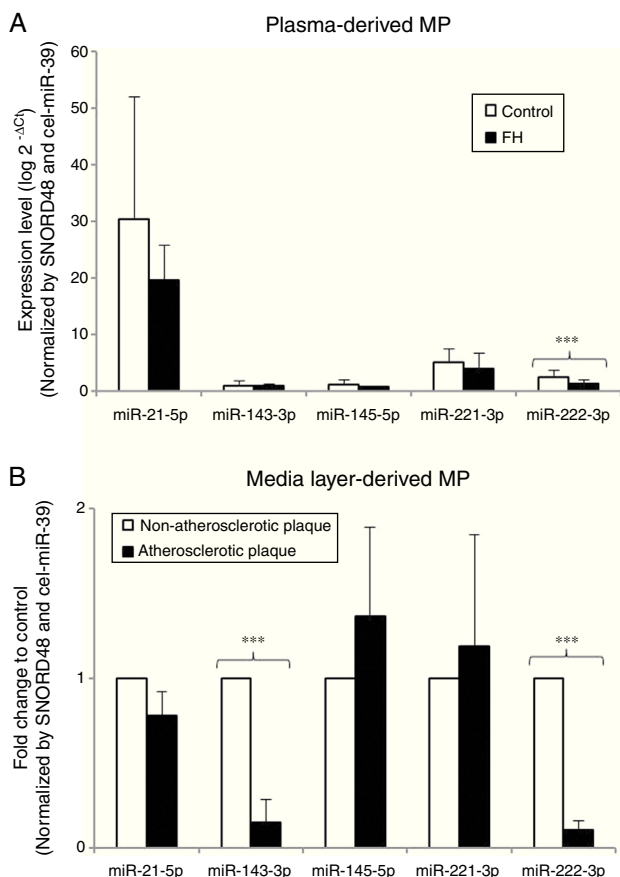 A
Plasma-derived MP
Expression level (log 2 -ΔCt)
(Normalized by SNORD48 and cel-miR-39)
60
50
40
30
20
10
0
Control
FH
***
miR-21-5p miR-143-3p miR-145-5p miR-221-3p miR-222-3p
B
Media layer-derived MP
Fold change to control
(Normalized by SNORD48 and cel-miR-39)
2
1
0
Non-atherosclerotic plaque
Atherosclerotic plaque
*** ***
miR-21-5p miR-143-3p miR-145-5p miR-221-3p miR-222-3p